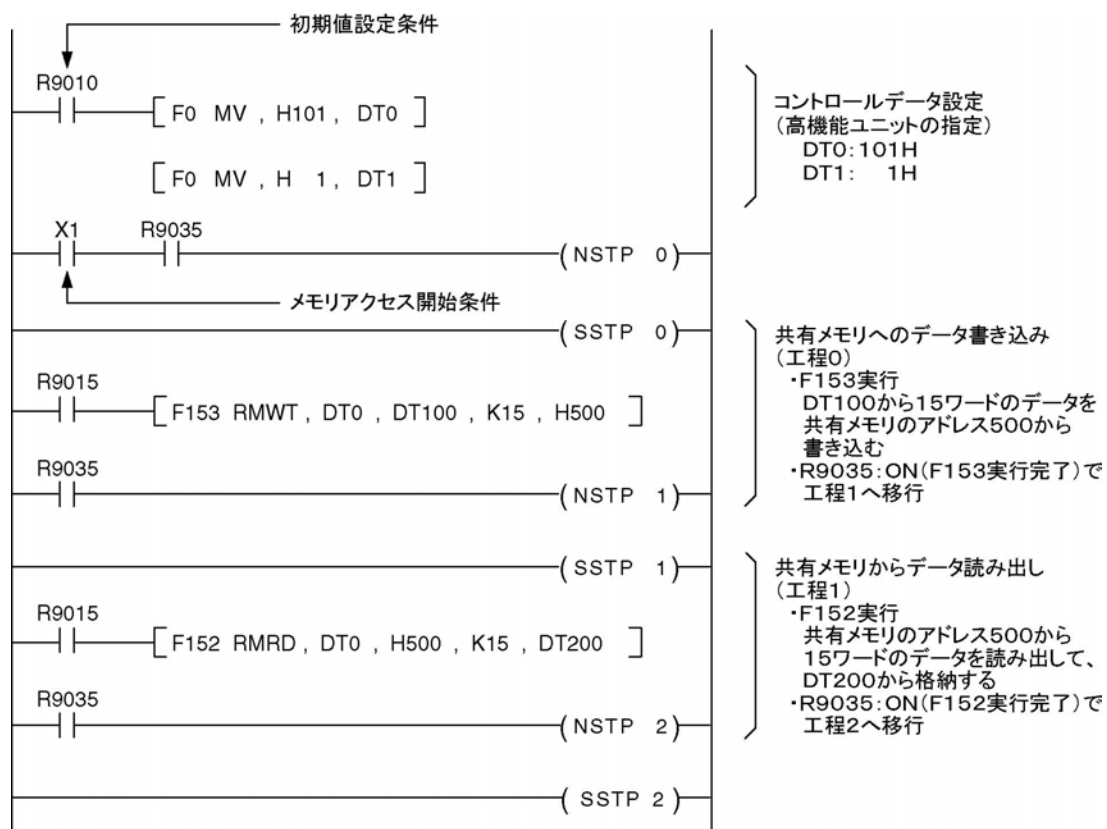 初期値設定条件
R9010
F0 MV , H101 , DT0
F0 MV , H 1 , DT1
コントロールデータ設定
(高機能ユニットの指定)
DT0:101H
DT1: 1H
X1 R9035
(NSTP 0)
メモリアクセス開始条件
(SSTP 0)
R9015
F153 RMWT , DT0 , DT100 , K15 , H500
R9035
(NSTP 1)
共有メモリへのデータ書き込み
(工程0)
・F153実行
DT100から15ワードのデータを
共有メモリのアドレス500から
書き込む
・R9035:ON(F153実行完了)で
工程1へ移行
(SSTP 1)
R9015
F152 RMRD , DT0 , H500 , K15 , DT200
R9035
(NSTP 2)
共有メモリからデータ読み出し
(工程1)
・F152実行
共有メモリのアドレス500から
15ワードのデータを読み出して、
DT200から格納する
・R9035:ON(F152実行完了)で
工程2へ移行
( SSTP 2)